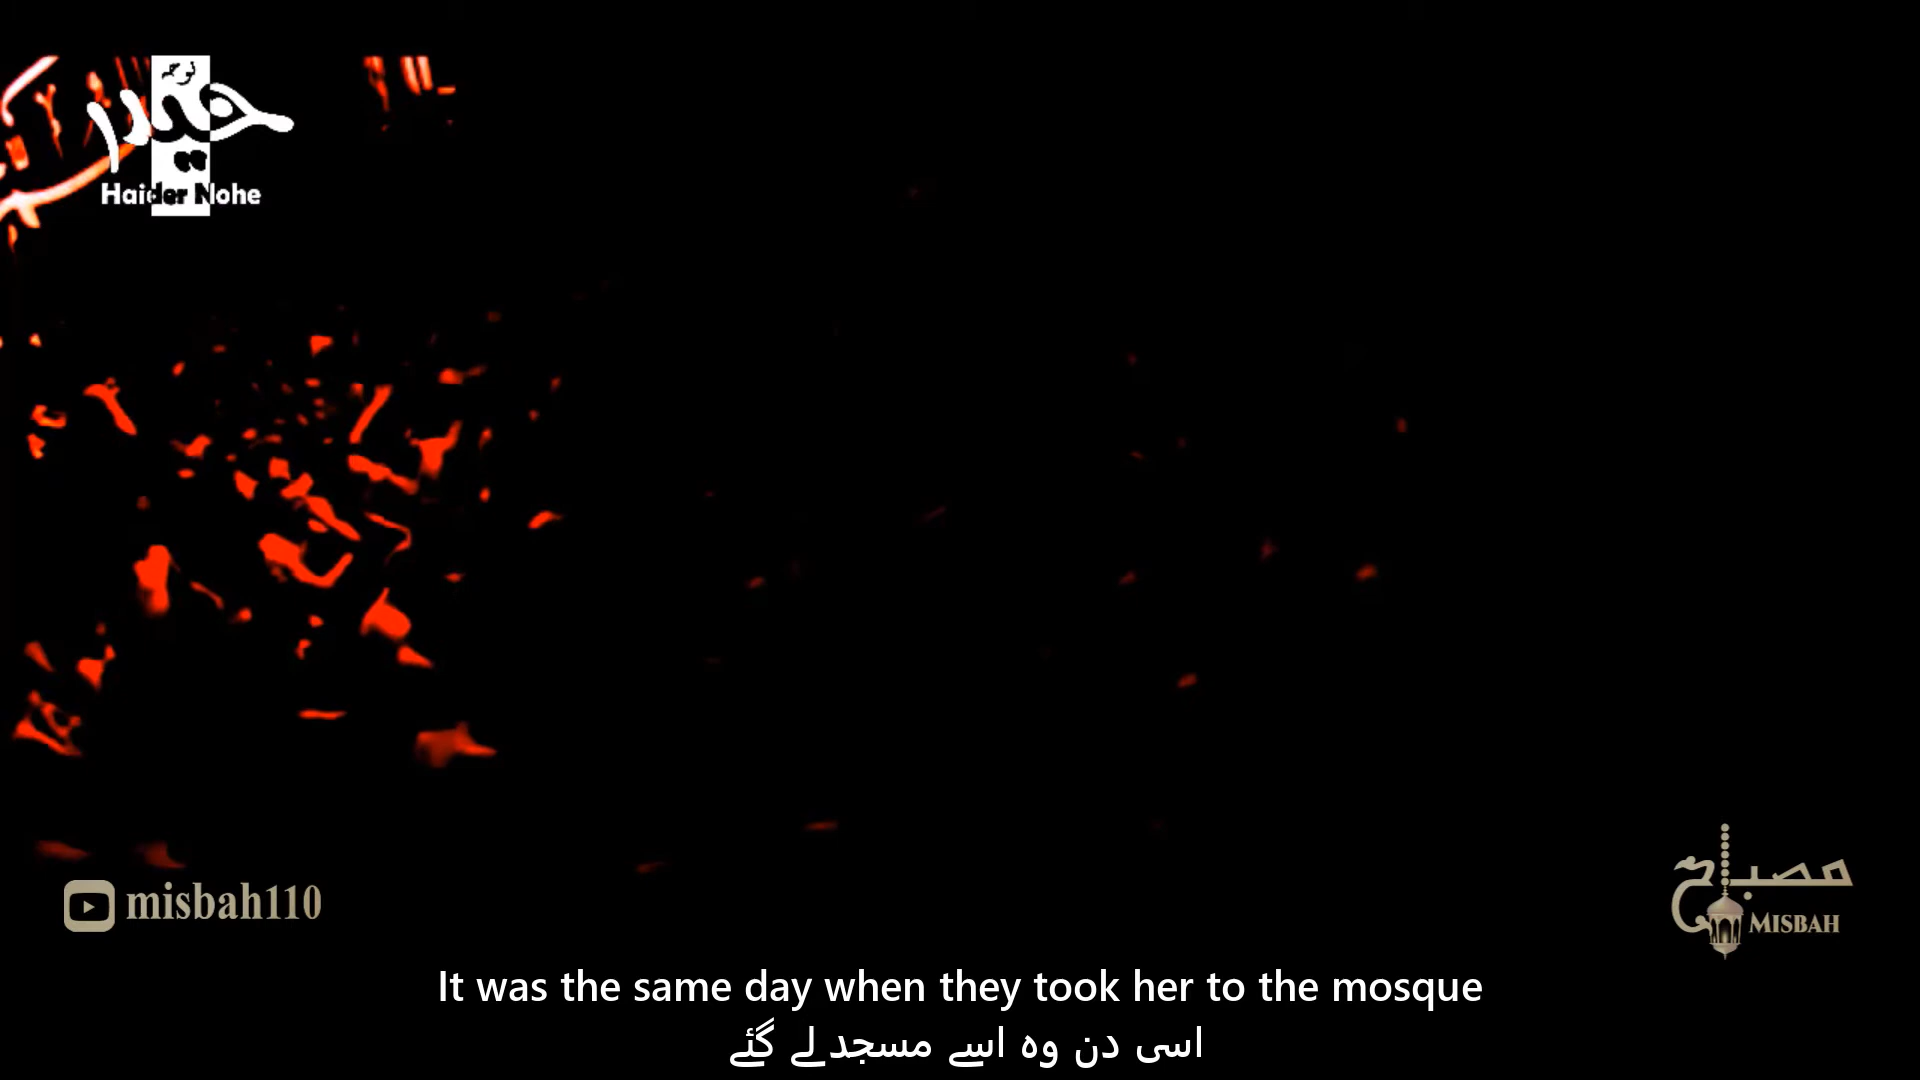 حیدر
Haider Nohe
misbah110
مصباح
MISBAH
It was the same day when they took her to the mosque
اسی دن وہ اسے مسجد لے گئے